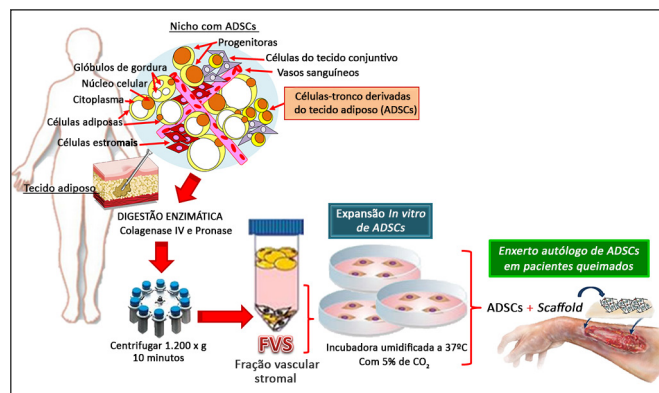 Nicho com ADSCs
Progenitoras
Glóbulos de gordura
Células do tecido conjuntivo
Núcleo celular
Vasos sanguíneos
Citoplasma
Células-tronco derivadas
do tecido adiposo (ADSCs)
Células adiposas
Células estromais
Tecido adiposo
DIGESTÃO ENZIMÁTICA
Colagenase IV e Pronase
Centrifugar 1.200 x g
10 minutos
FVS
Fração vascular
stromal
Expansão In vitro
de ADSCs
Incubadora umidificada a 37ºC
Com 5% de CO₂
Enxerto autólogo de ADSCs
em pacientes queimados
ADSCs + Scaffold